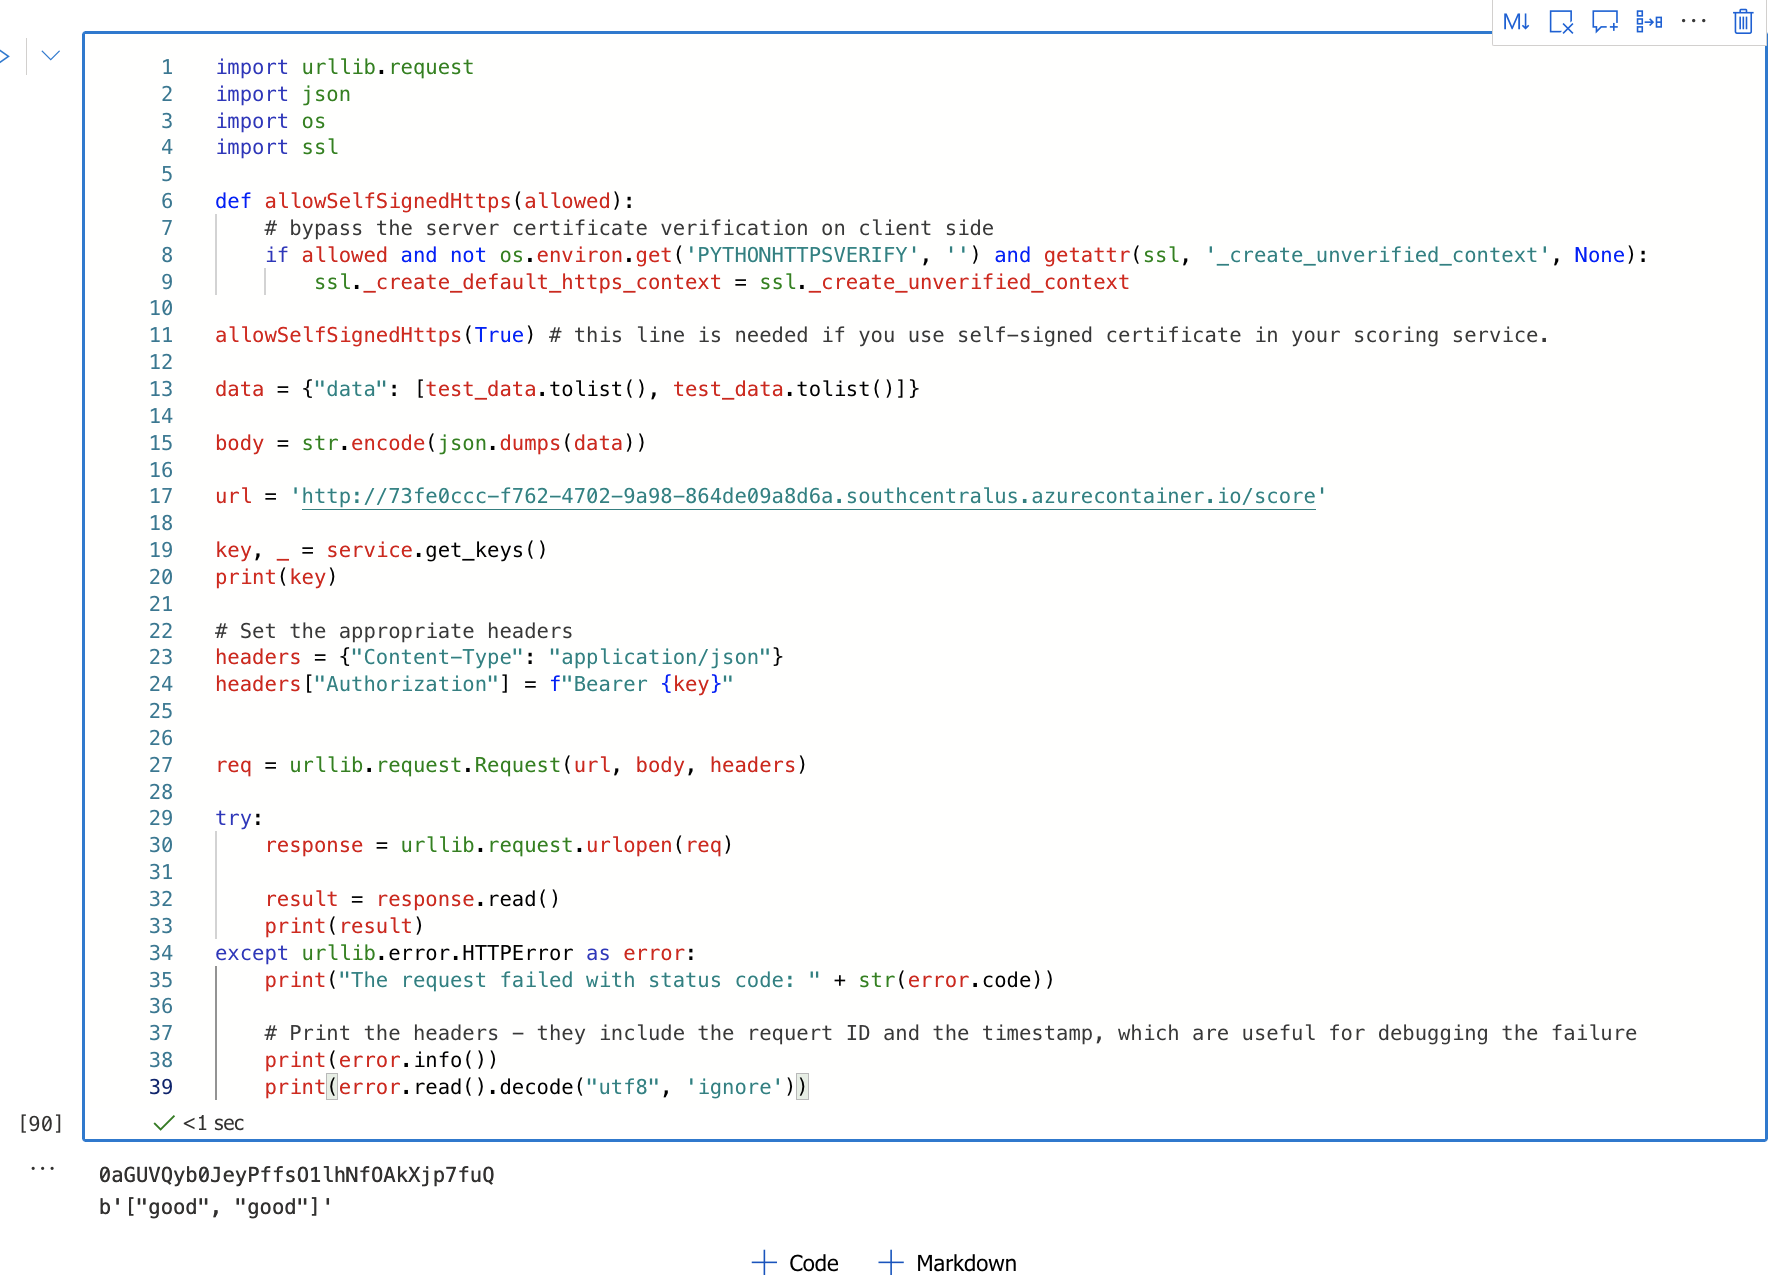 M↓ ···
1 import urllib.request
2 import json
3 import os
4 import ssl
5
6 def allowSelfSignedHttps(allowed):
7     # bypass the server certificate verification on client side
8     if allowed and not os.environ.get('PYTHONHTTPSVERIFY', '') and getattr(ssl, '_create_unverified_context', None):
9         ssl._create_default_https_context = ssl._create_unverified_context
10
11 allowSelfSignedHttps(True) # this line is needed if you use self-signed certificate in your scoring service.
12
13 data = {"data": [test_data.tolist(), test_data.tolist()]}
14
15 body = str.encode(json.dumps(data))
16
17 url = 'http://73fe0ccc-f762-4702-9a98-864de09a8d6a.southcentralus.azurecontainer.io/score'
18
19 key, _ = service.get_keys()
20 print(key)
21
22 # Set the appropriate headers
23 headers = {"Content-Type": "application/json"}
24 headers["Authorization"] = f"Bearer {key}"
25
26
27 req = urllib.request.Request(url, body, headers)
28
29 try:
30     response = urllib.request.urlopen(req)
31
32     result = response.read()
33     print(result)
34 except urllib.error.HTTPError as error:
35     print("The request failed with status code: " + str(error.code))
36
37     # Print the headers - they include the requert ID and the timestamp, which are useful for debugging the failure
38     print(error.info())
39     print(error.read().decode("utf8", 'ignore'))
[90] <1 sec
0aGUVQyb0JeyPffsO1lhNfOAkXjp7fuQ
b'["good", "good"]'
+ Code + Markdown